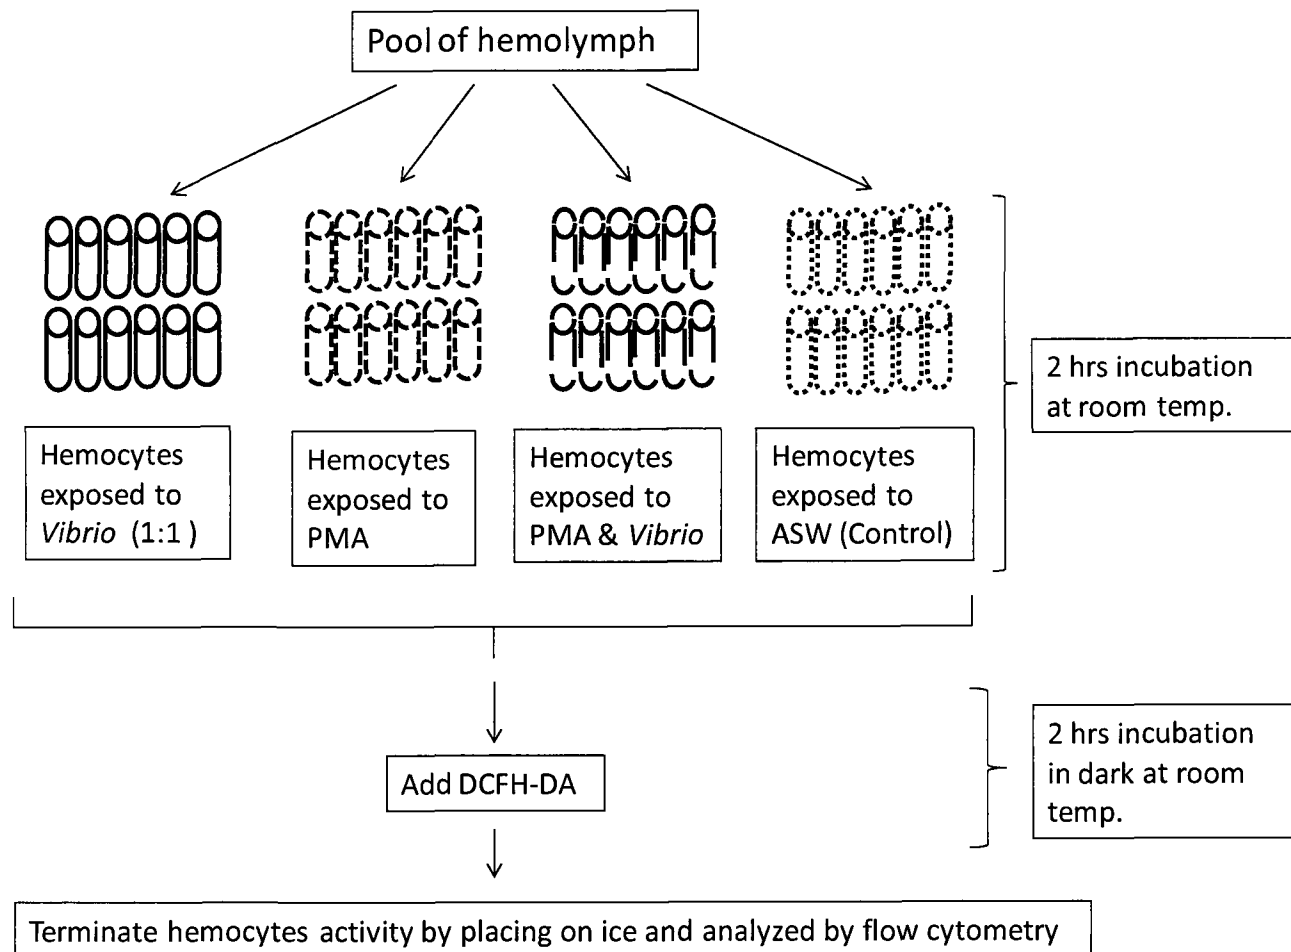 Pool of hemolymph
2 hrs incubation
at room temp.
Hemocytes
exposed to
Vibrio (1:1 )
Hemocytes
exposed to
PMA
Hemocytes
exposed to
PMA & Vibrio
Hemocytes
exposed to
ASW (Control)
Add DCFH-DA
2 hrs incubation
in dark at room
temp.
Terminate hemocytes activity by placing on ice and analyzed by flow cytometry